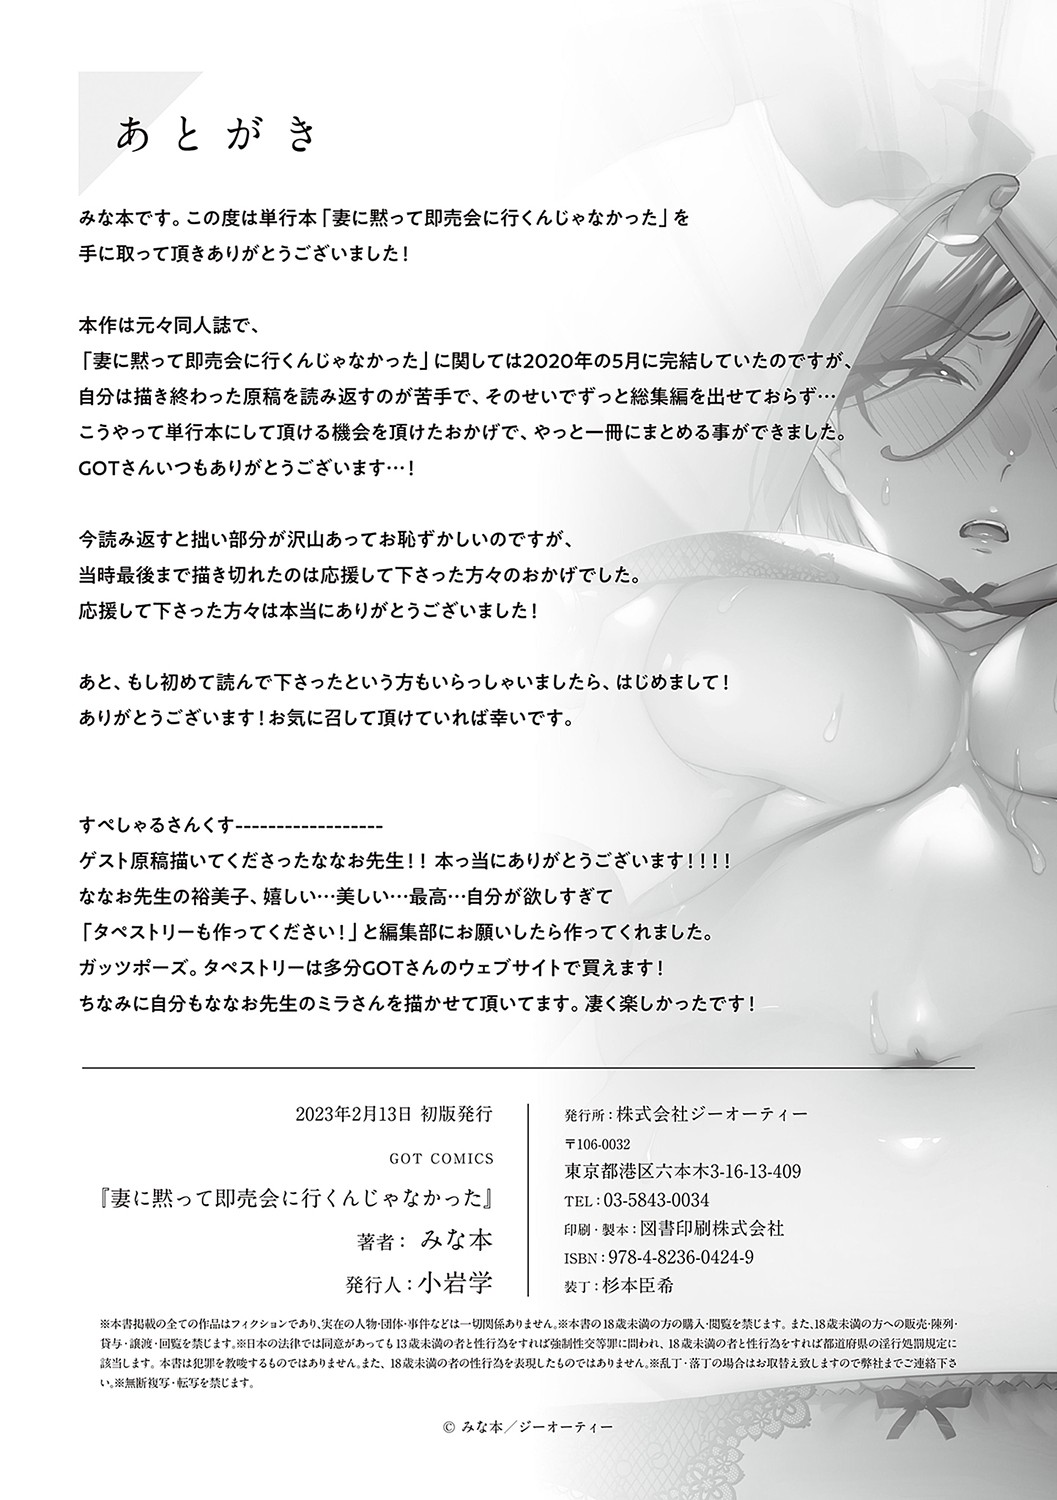 あとがき
みな本です。この度は単行本「妻に黙って即売会に行くんじゃなかった」を
手に取って頂きありがとうございました！
本作は元々同人誌で、
「妻に黙って即売会に行くんじゃなかった」に関しては2020年の5月に完結していたのですが、
自分は描き終わった原稿を読み返すのが苦手で、そのせいでずっと総集編を出せておらず…
こうやって単行本にして頂ける機会を頂けたおかげで、やっと一冊にまとめる事ができました。
GOTさんいつもありがとうございます…！
今読み返すと拙い部分が沢山あってお恥ずかしいのですが、
当時最後まで描き切れたのは応援して下さった方々のおかげでした。
応援して下さった方々は本当にありがとうございました！
あと、もし初めて読んで下さったという方もいらっしゃいましたら、はじめまして！
ありがとうございます！お気に召して頂けていれば幸いです。
すぺしゃるさんくす------------------
ゲスト原稿描いてくださったななお先生！！ 本っ当にありがとうございます！！！！
ななお先生の裕美子、嬉しい…美しい…最高…自分が欲しすぎて
「タペストリーも作ってください！」と編集部にお願いしたら作ってくれました。
ガッツポーズ。タペストリーは多分GOTさんのウェブサイトで買えます！
ちなみに自分もななお先生のミラさんを描かせて頂いてます。凄く楽しかったです！
2023年2月13日 初版発行
GOT COMICS
『妻に黙って即売会に行くんじゃなかった』
著者： みな本
発行人：小岩学
発行所：株式会社ジーオーティー
〒106-0032
東京都港区六本木3-16-13-409
TEL：03-5843-0034
印刷・製本：図書印刷株式会社
ISBN：978-4-8236-0424-9
装丁：杉本臣希
※本書掲載の全ての作品はフィクションであり、実在の人物・団体・事件などは一切関係ありません。※本書の18歳未満の方の購入・閲覧を禁じます。また、18歳未満の方への販売・陳列・
貸与・譲渡・回覧を禁じます。※日本の法律では同意があっても13歳未満の者と性行為をすれば強制性交等罪に問われ、18歳未満の者と性行為をすれば都道府県の淫行処罰規定に
該当します。本書は犯罪を教唆するものではありません。また、18歳未満の者の性行為を表現したものではありません。※乱丁・落丁の場合はお取替え致しますので弊社までご連絡下さ
い。※無断複写・転写を禁じます。
© みな本／ジーオーティー